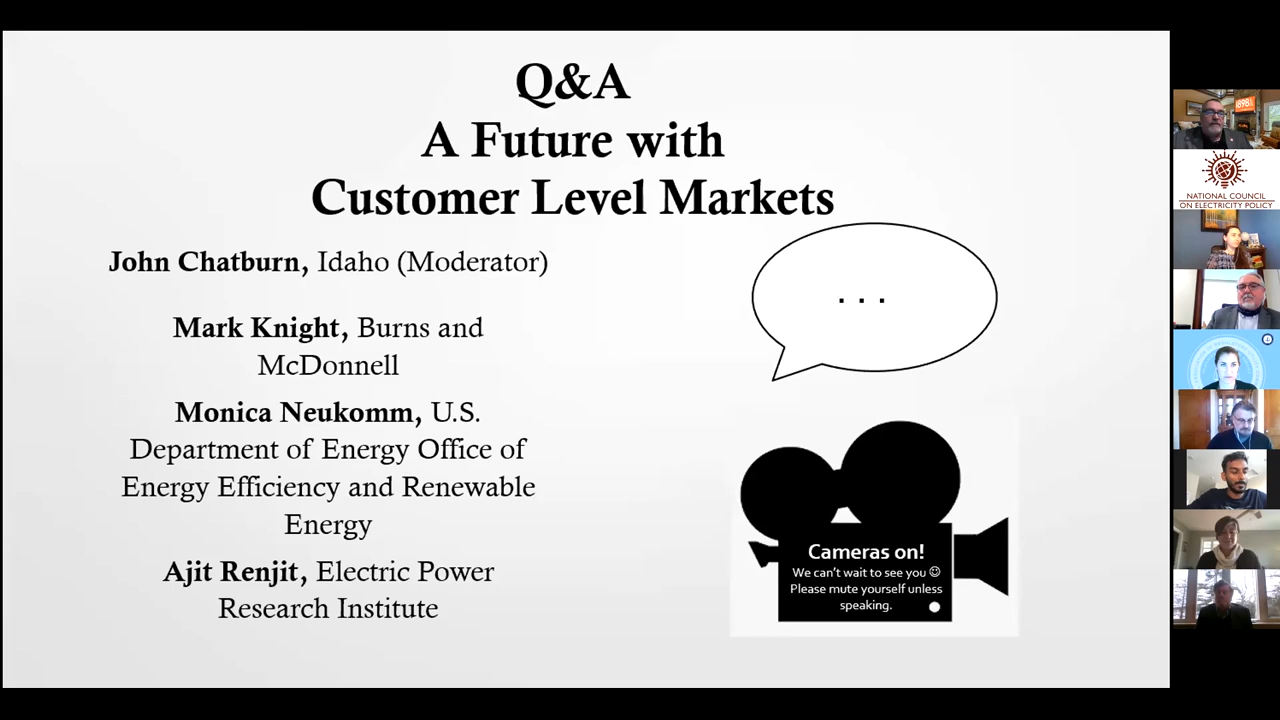 Q&A
A Future with
Customer Level Markets
John Chatburn, Idaho (Moderator)
Mark Knight, Burns and
McDonnell
Monica Neukomm, U.S.
Department of Energy Office of
Energy Efficiency and Renewable
Energy
Ajit Renjit, Electric Power
Research Institute
. . .
Cameras on!
We can't wait to see you ☺
Please mute yourself unless
speaking.
1898
NATIONAL COUNCIL
ON ELECTRICITY POLICY